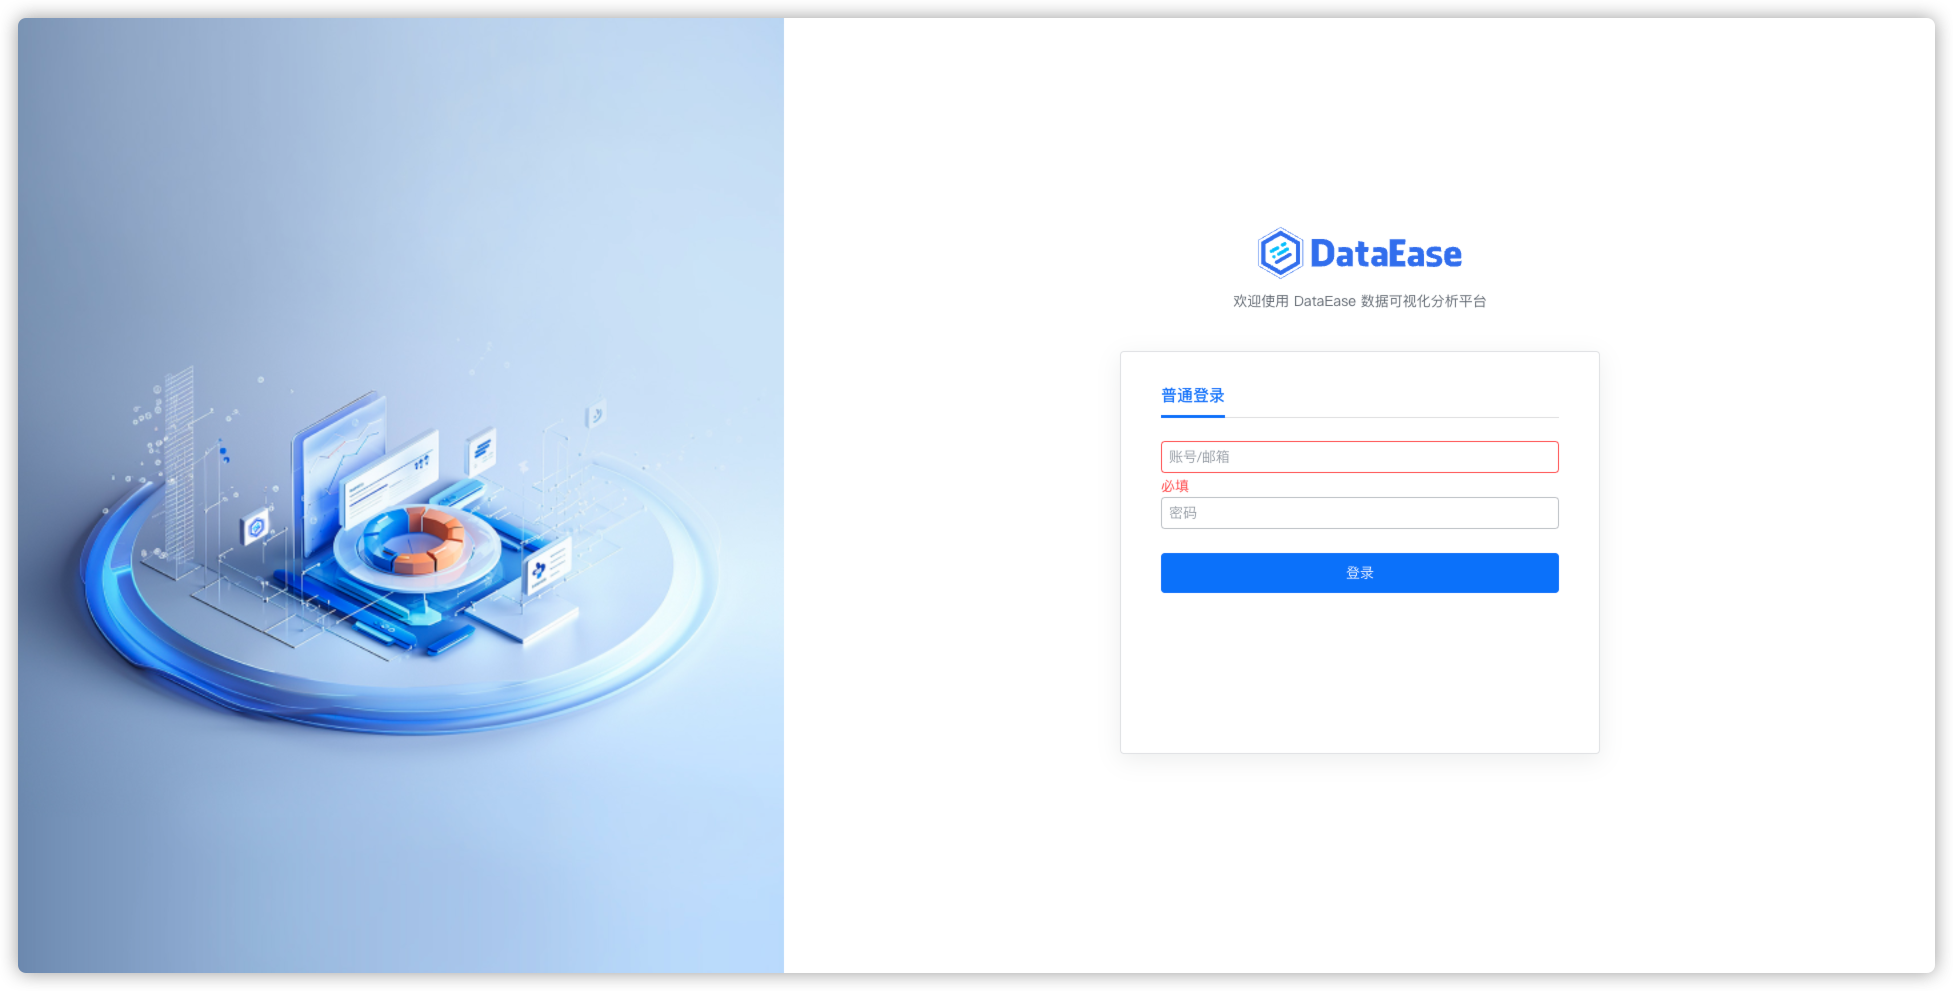 DataEase
欢迎使用 DataEase 数据可视化分析平台
普通登录
账号/邮箱
必填
密码
登录